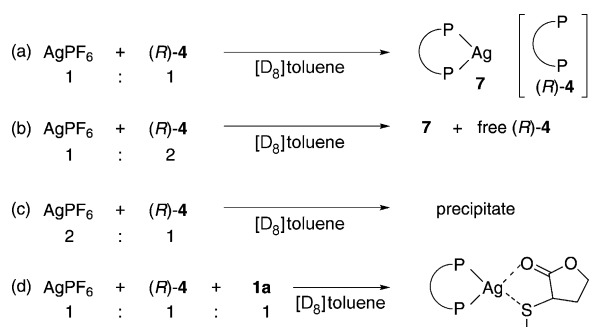 (a) AgPF6 + (R)-4 [D8]toluene P P Ag 7 P P (R)-4
1 : 1
(b) AgPF6 + (R)-4 [D8]toluene 7 + free (R)-4
1 : 2
(c) AgPF6 + (R)-4 [D8]toluene precipitate
2 : 1
(d) AgPF6 + (R)-4 + 1a [D8]toluene P P Ag O O S
1 : 1 : 1